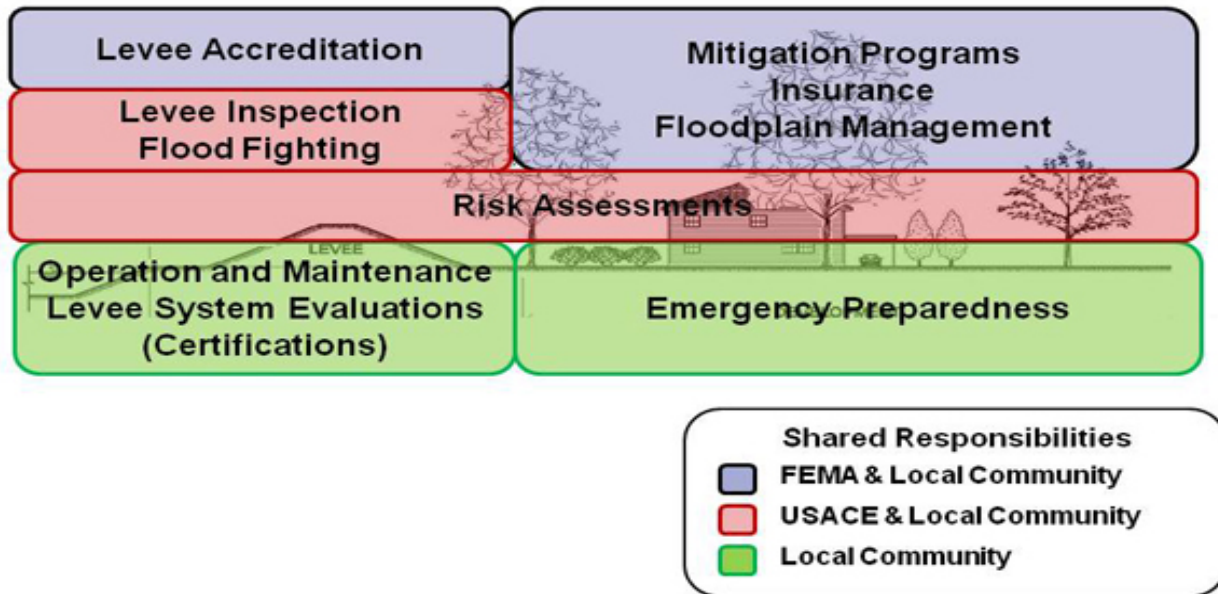 Levee Accreditation
Mitigation Programs
Insurance
Floodplain Management
Levee Inspection
Flood Fighting
Risk Assessments
LEVEE
Operation and Maintenance
Levee System Evaluations
(Certifications)
Emergency Preparedness
DEVELOPMENT
Shared Responsibilities
FEMA & Local Community
USACE & Local Community
Local Community